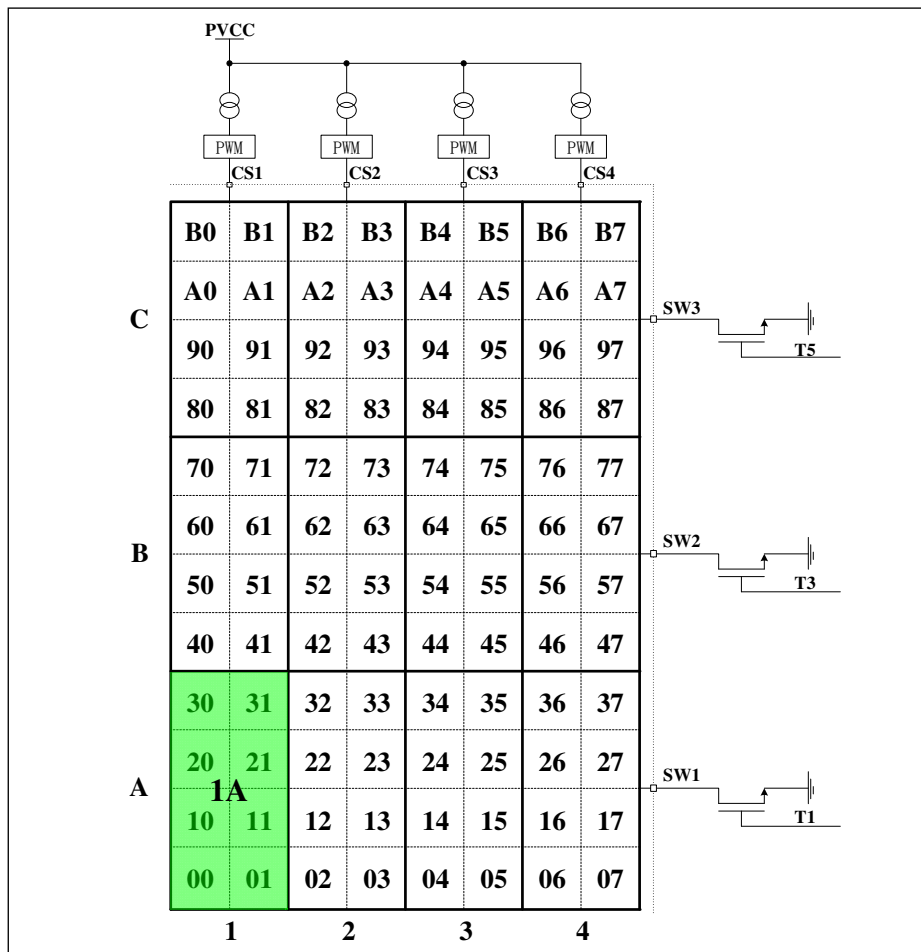 PVCC
PWM PWM PWM PWM
CS1 CS2 CS3 CS4
B0 B1 B2 B3 B4 B5 B6 B7
A0 A1 A2 A3 A4 A5 A6 A7
C SW3
90 91 92 93 94 95 96 97
T5
80 81 82 83 84 85 86 87
70 71 72 73 74 75 76 77
60 61 62 63 64 65 66 67
B SW2
50 51 52 53 54 55 56 57
T3
40 41 42 43 44 45 46 47
30 31 32 33 34 35 36 37
20 21 22 23 24 25 26 27
A 1A SW1
10 11 12 13 14 15 16 17
T1
00 01 02 03 04 05 06 07
1 2 3 4